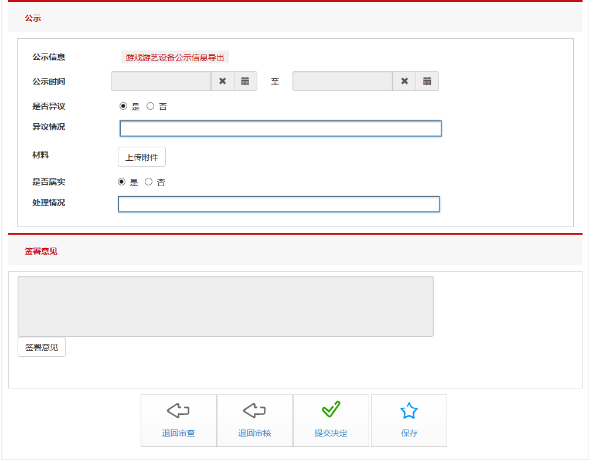 公示
公示信息 游戏游艺设备公示信息导出
公示时间 至
是否异议 是 否
异议情况
材料 上传附件
是否属实 是 否
处理情况
签署意见
签署意见
退回审查 退回审核 提交决定 保存